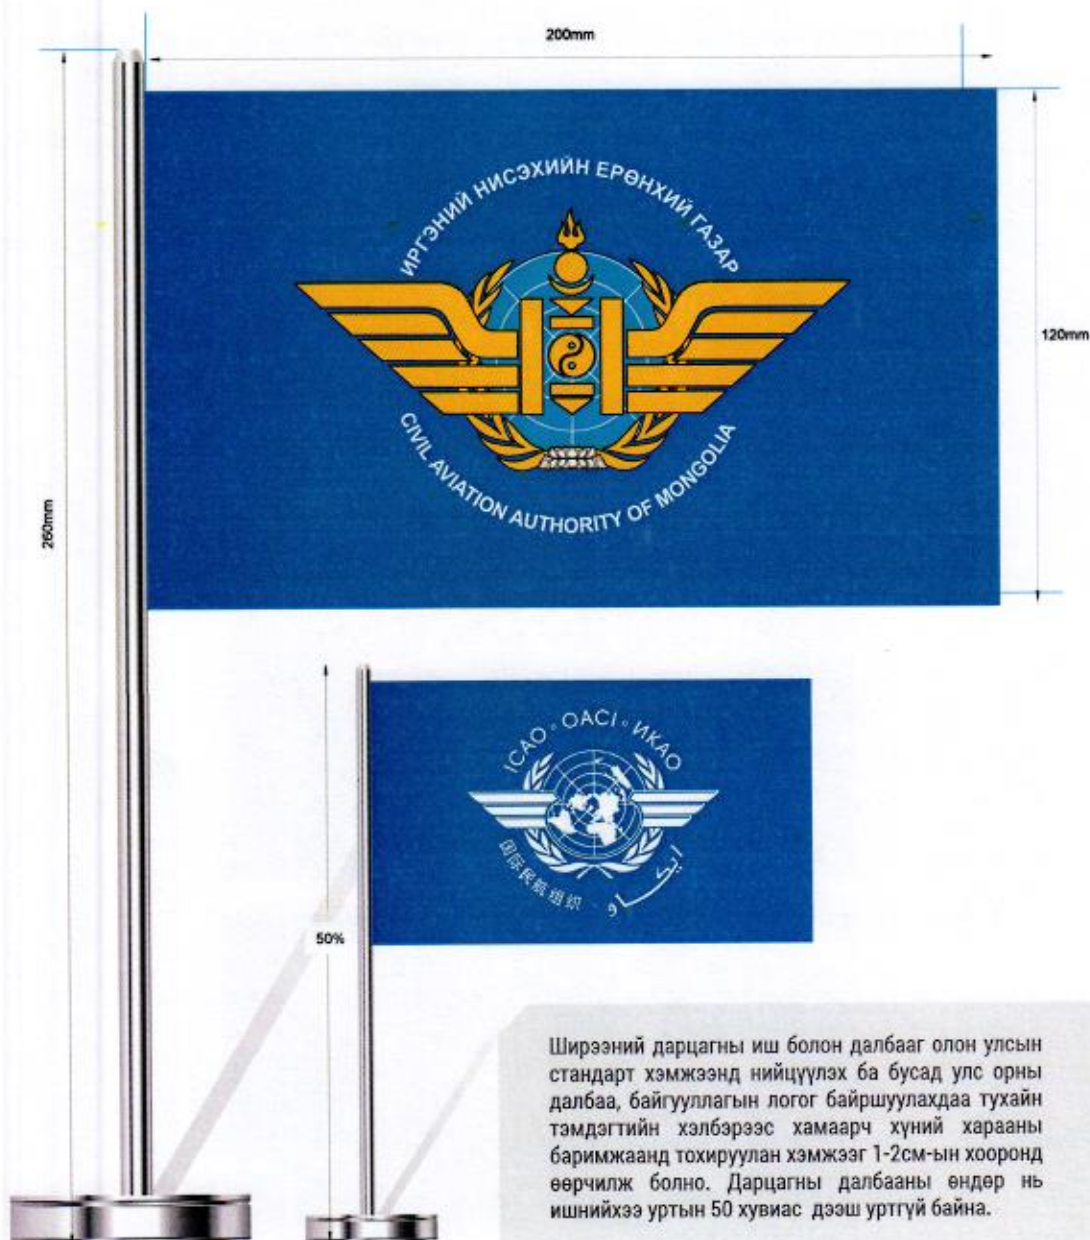 200mm
ИРГЭНИЙ НИСЭХИЙН ЕРӨНХИЙ ГАЗАР
120mm
CIVIL AVIATION AUTHORITY OF MONGOLIA
260mm
ICAO · OACI · ИКАО
国际民航组织
ايكاو
50%
Ширээний дарцагны иш болон далбааг олон улсын
стандарт хэмжээнд нийцүүлэх ба бусад улс орны
далбаа, байгууллагын логог байршуулахдаа тухайн
тэмдэгтийн хэлбэрээс хамаарч хүний харааны
баримжаанд тохируулан хэмжээг 1-2см-ын хооронд
өөрчилж болно. Дарцагны далбааны өндөр нь
ишнийхээ уртын 50 хувиас дээш уртгүй байна.